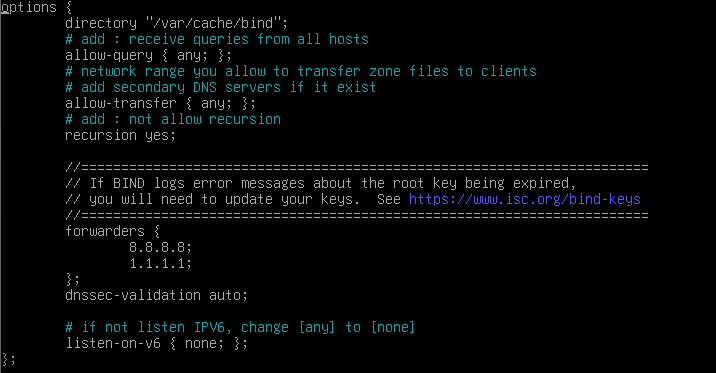 options {
        directory "/var/cache/bind";
        # add : receive queries from all hosts
        allow-query { any; };
        # network range you allow to transfer zone files to clients
        # add secondary DNS servers if it exist
        allow-transfer { any; };
        # add : not allow recursion
        recursion yes;

        //========================================================================
        // If BIND logs error messages about the root key being expired,
        // you will need to update your keys.  See https://www.isc.org/bind-keys
        //========================================================================
        forwarders {
                8.8.8.8;
                1.1.1.1;
        };
        dnssec-validation auto;

        # if not listen IPV6, change [any] to [none]
        listen-on-v6 { none; };
};